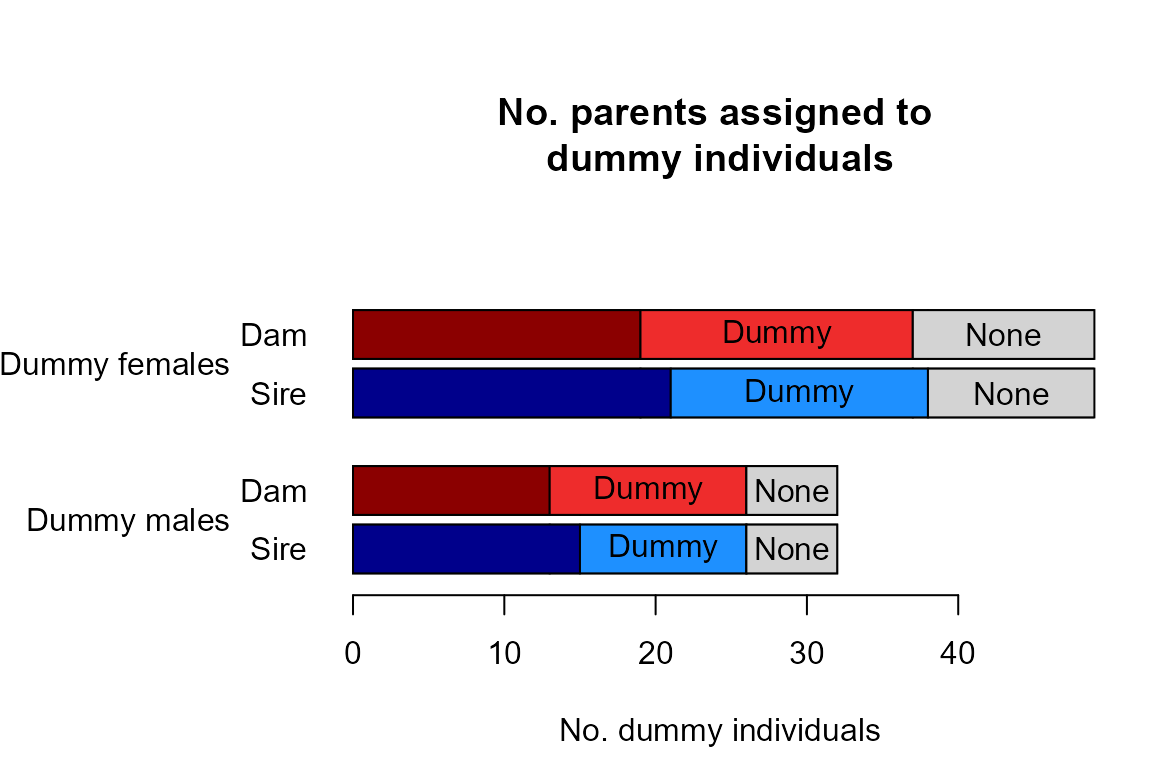 No. parents assigned to
dummy individuals
Dummy females
Dam
Dummy
None
Sire
Dummy
None
Dummy males
Dam
Dummy
None
Sire
Dummy
None
0 10 20 30 40
No. dummy individuals